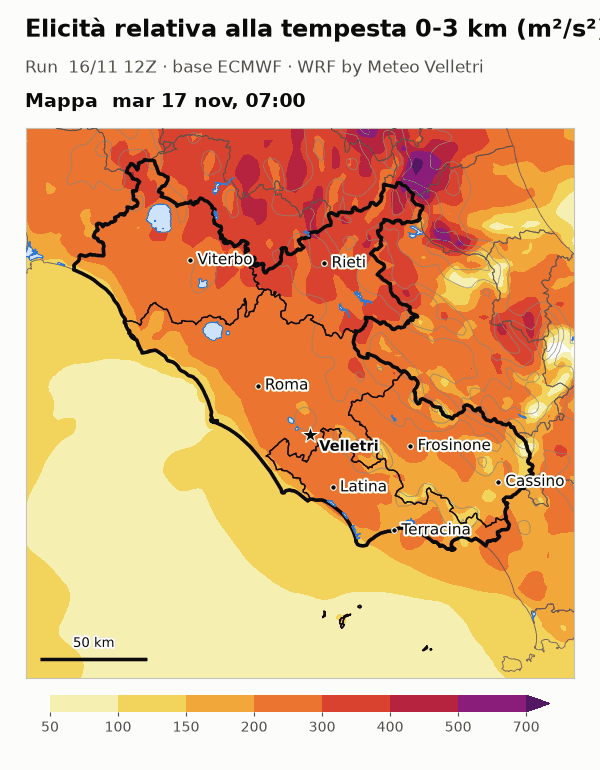 Elicità relativa alla tempesta 0-3 km (m²/s²)
Run 16/11 12Z · base ECMWF · WRF by Meteo Velletri
Mappa mar 17 nov, 07:00
Viterbo
Rieti
Roma
Velletri
Frosinone
Latina
Cassino
Terracina
50 km
50 100 150 200 300 400 500 700